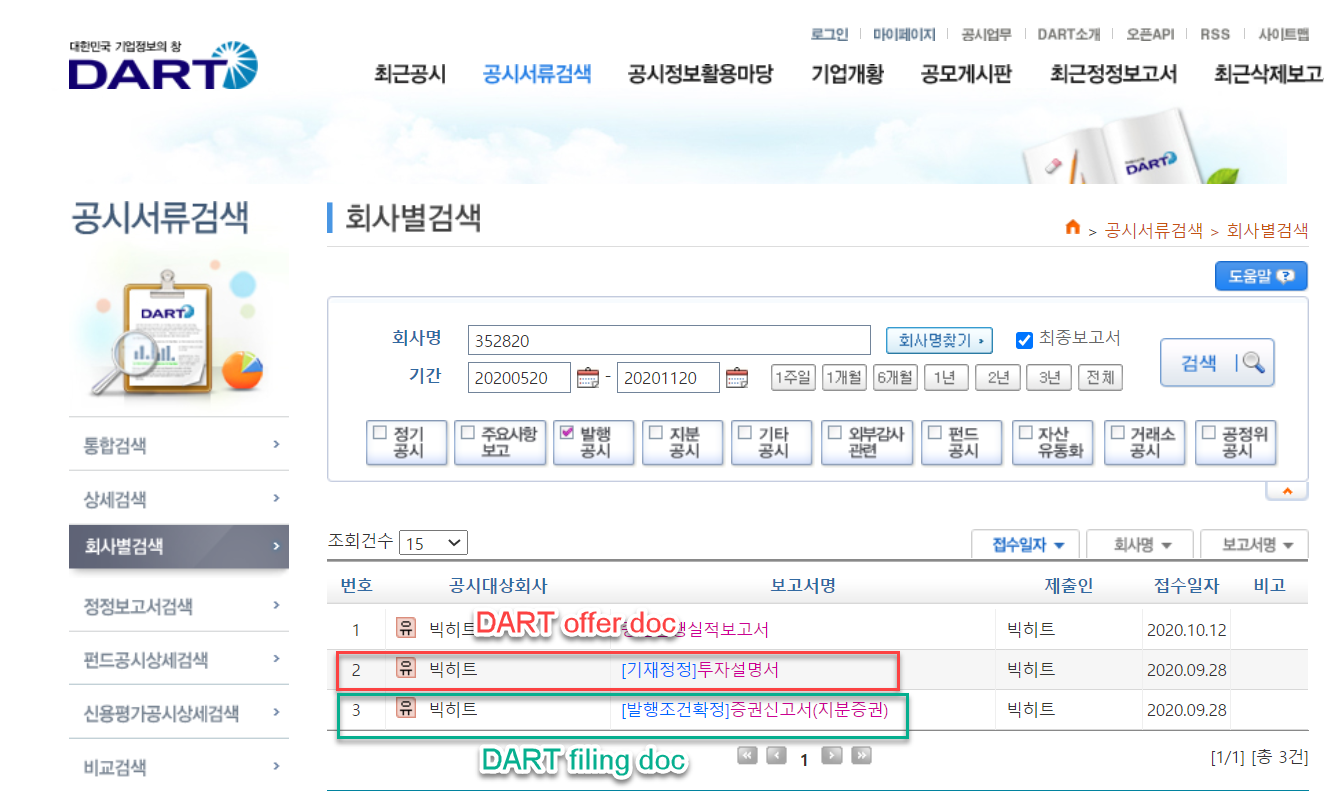 로그인 마이페이지 공시업무 DART소개 오픈API RSS 사이트맵
대한민국 기업정보의 창
DART
최근공시 공시서류검색 공시정보활용마당 기업개황 공모게시판 최근정정보고서 최근삭제보고
DART
공시서류검색
회사별검색
> 공시서류검색 > 회사별검색
도움말 ?
DART
회사명 352820 회사명찾기 최종보고서
기간 20200520 - 20201120 1주일 1개월 6개월 1년 2년 3년 전체
검색
정기공시 주요사항보고 발행공시 지분공시 기타공시 외부감사관련 펀드공시 자산유동화 거래소공시 공정위공시
통합검색
상세검색
회사별검색
정정보고서검색
펀드공시상세검색
신용평가공시상세검색
비교검색
조회건수 15 접수일자 회사명 보고서명
번호 공시대상회사 보고서명 제출인 접수일자 비고
1 유 빅히트 실적보고서 빅히트 2020.10.12
DART offer doc
2 유 빅히트 [기재정정]투자설명서 빅히트 2020.09.28
3 유 빅히트 [발행조건확정]증권신고서(지분증권) 빅히트 2020.09.28
DART filing doc
1
[1/1] [총 3건]